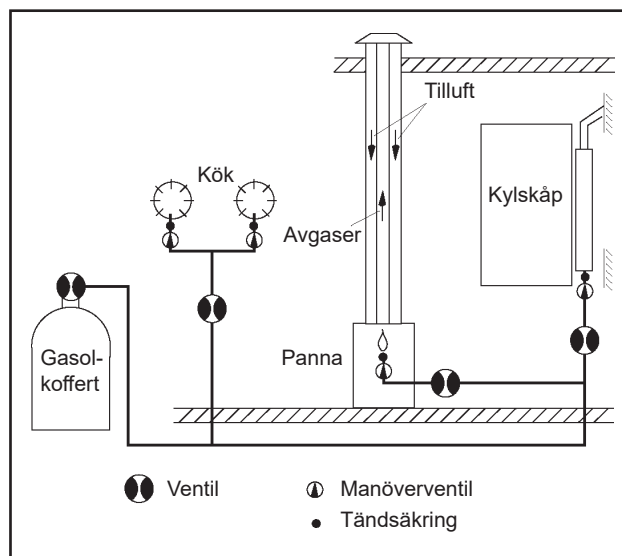 Tilluft
Kök
Kylskåp
Avgaser
Panna
Gasol-
koffert
Ventil
Manöverventil
Tändsäkring